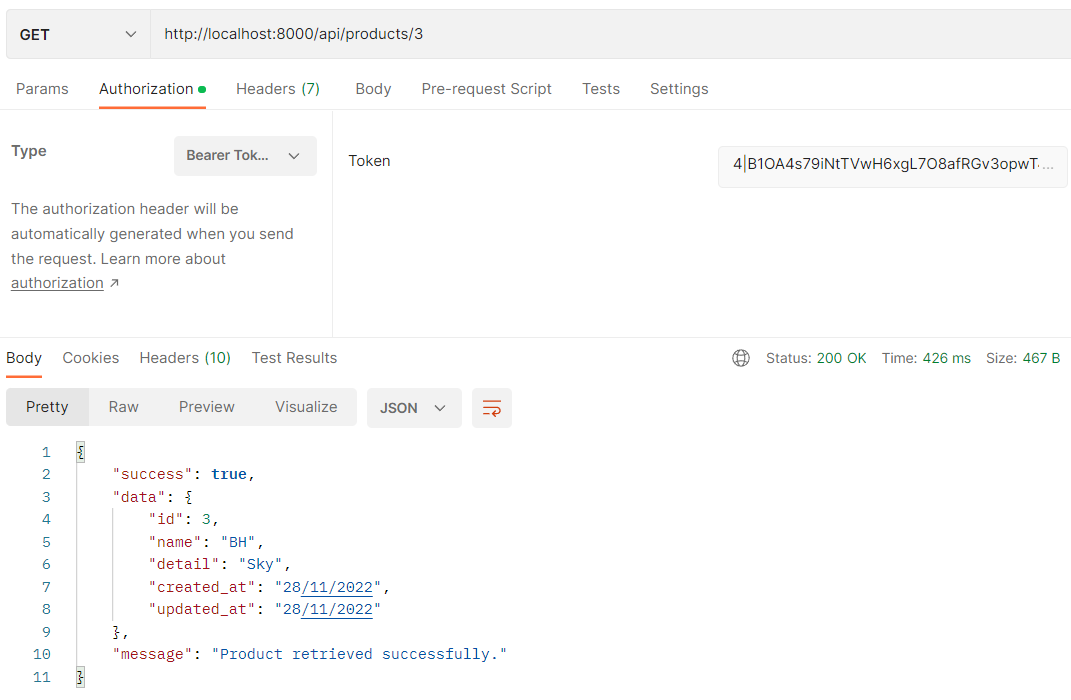 GET http://localhost:8000/api/products/3
Params Authorization Headers (7) Body Pre-request Script Tests Settings
Type Bearer Tok... Token 4|B1OA4s79iNtTVwH6xgL7O8afRGv3opwT...
The authorization header will be
automatically generated when you send
the request. Learn more about
authorization ↗
Body Cookies Headers (10) Test Results Status: 200 OK Time: 426 ms Size: 467 B
Pretty Raw Preview Visualize JSON
1 {
2 "success": true,
3 "data": {
4 "id": 3,
5 "name": "BH",
6 "detail": "Sky",
7 "created_at": "28/11/2022",
8 "updated_at": "28/11/2022"
9 },
10 "message": "Product retrieved successfully."
11 }